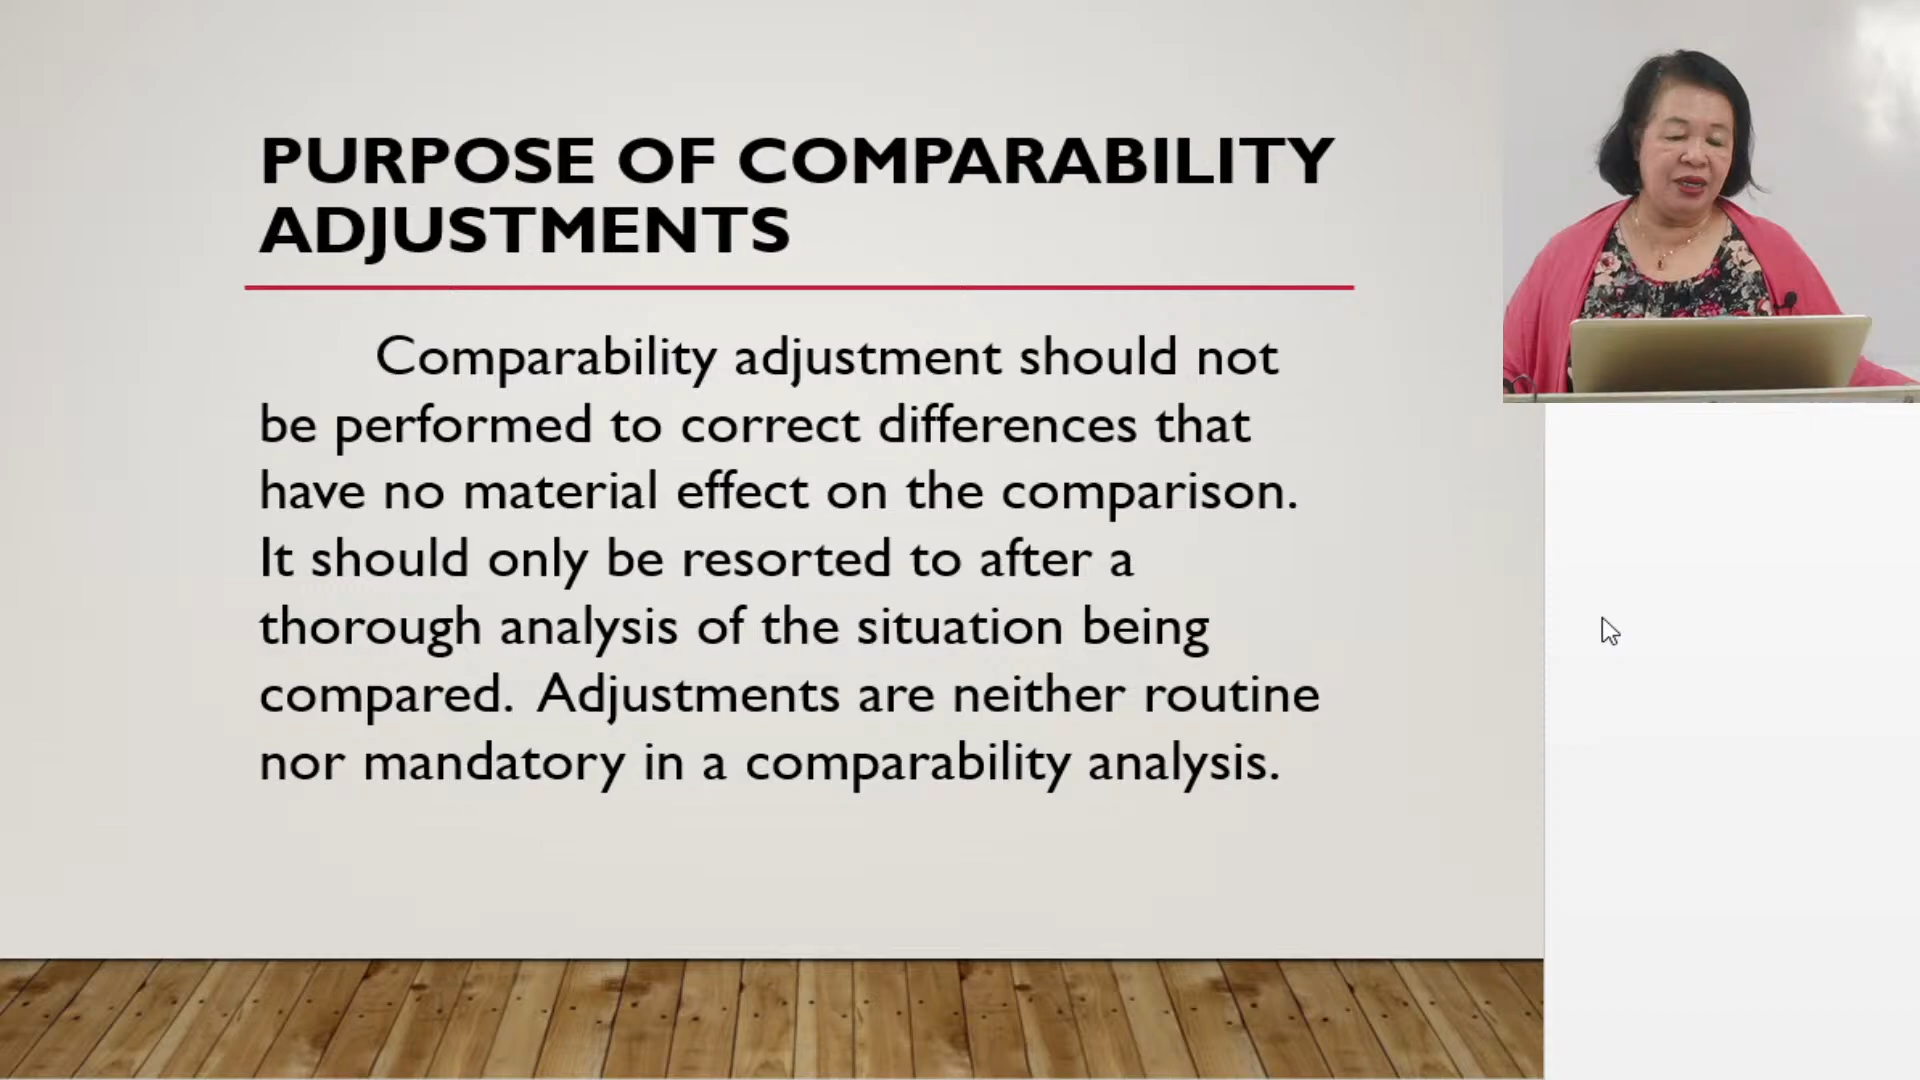 PURPOSE OF COMPARABILITY
ADJUSTMENTS
Comparability adjustment should not
be performed to correct differences that
have no material effect on the comparison.
It should only be resorted to after a
thorough analysis of the situation being
compared. Adjustments are neither routine
nor mandatory in a comparability analysis.